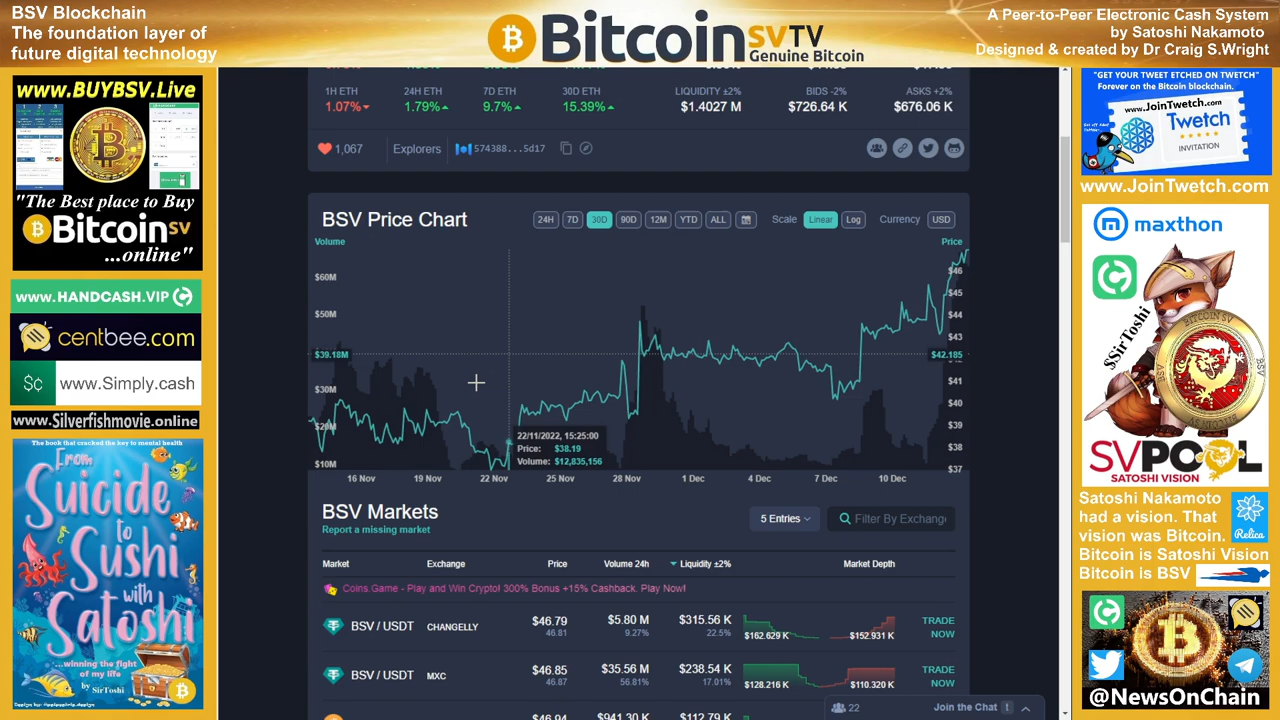 BSV Blockchain
The foundation layer of
future digital technology
Bitcoin SV TV
Genuine Bitcoin
A Peer-to-Peer Electronic Cash System
by Satoshi Nakamoto
Designed & created by Dr Craig S.Wright
www.BUYBSV.Live
"The Best place to Buy
Bitcoin SV
...online"
www.HANDCASH.VIP
centbee.com
www.Simply.cash
www.Silverfishmovie.online
The book that cracked the key to mental health
From
Suicide
to
Sushi
with
Satoshi
...winning the fight
of my life
by SirToshi
1H ETH
1.07%
24H ETH
1.79%
7D ETH
9.7%
30D ETH
15.39%
LIQUIDITY ±2%
$1.4027 M
BIDS -2%
$726.64 K
ASKS +2%
$676.06 K
1,067
Explorers
574388...5d17
BSV Price Chart
24H 7D 30D 90D 12M YTD ALL
Scale Linear Log Currency USD
Volume
Price
$60M
$50M
$39.18M
$30M
$20M
$10M
$46
$45
$44
$43
$42.185
$41
$40
$39
$38
$37
22/11/2022, 15:25:00
Price: $38.19
Volume: $12,835,156
16 Nov 19 Nov 22 Nov 25 Nov 28 Nov 1 Dec 4 Dec 7 Dec 10 Dec
BSV Markets
Report a missing market
5 Entries
Filter By Exchange
Market Exchange Price Volume 24h Liquidity ±2% Market Depth
Coins.Game - Play and Win Crypto! 300% Bonus +15% Cashback. Play Now!
BSV / USDT CHANGELLY $46.79 $5.80 M $315.56 K TRADE
46.81 9.27% 22.5% $162.629 K $152.931 K NOW
BSV / USDT MXC $46.85 $35.56 M $238.54 K TRADE
46.87 56.81% 17.01% $128.216 K $110.320 K NOW
$46.94 $941.30 K $112.79 K
22 Join the Chat
"GET YOUR TWEET ETCHED ON TWETCH"
Forever on the Bitcoin blockchain.
www.JoinTwetch.com
Twetch
INVITATION
www.JoinTwetch.com
maxthon
$SirToshi
BITCOIN SV
BSV
SVPOOL
SATOSHI VISION
Satoshi Nakamoto
had a vision. That
vision was Bitcoin.
Relica
Bitcoin is Satoshi Vision
Bitcoin is BSV
@NewsOnChain